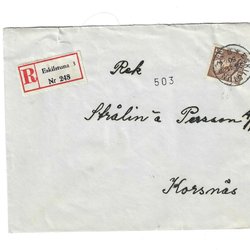 R
Eskilstuna 3
Nr 248
Rek
503
Strålin & Persson A/
Korsnäs